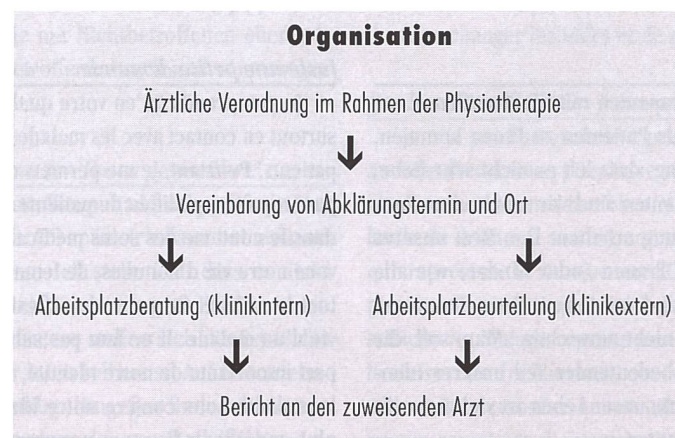 Organisation
Ärztliche Verordnung im Rahmen der Physiotherapie
Vereinbarung von Abklärungstermin und Ort
Arbeitsplatzberatung (klinikintern) Arbeitsplatzbeurteilung (klinikextern)
Bericht an den zuweisenden Arzt